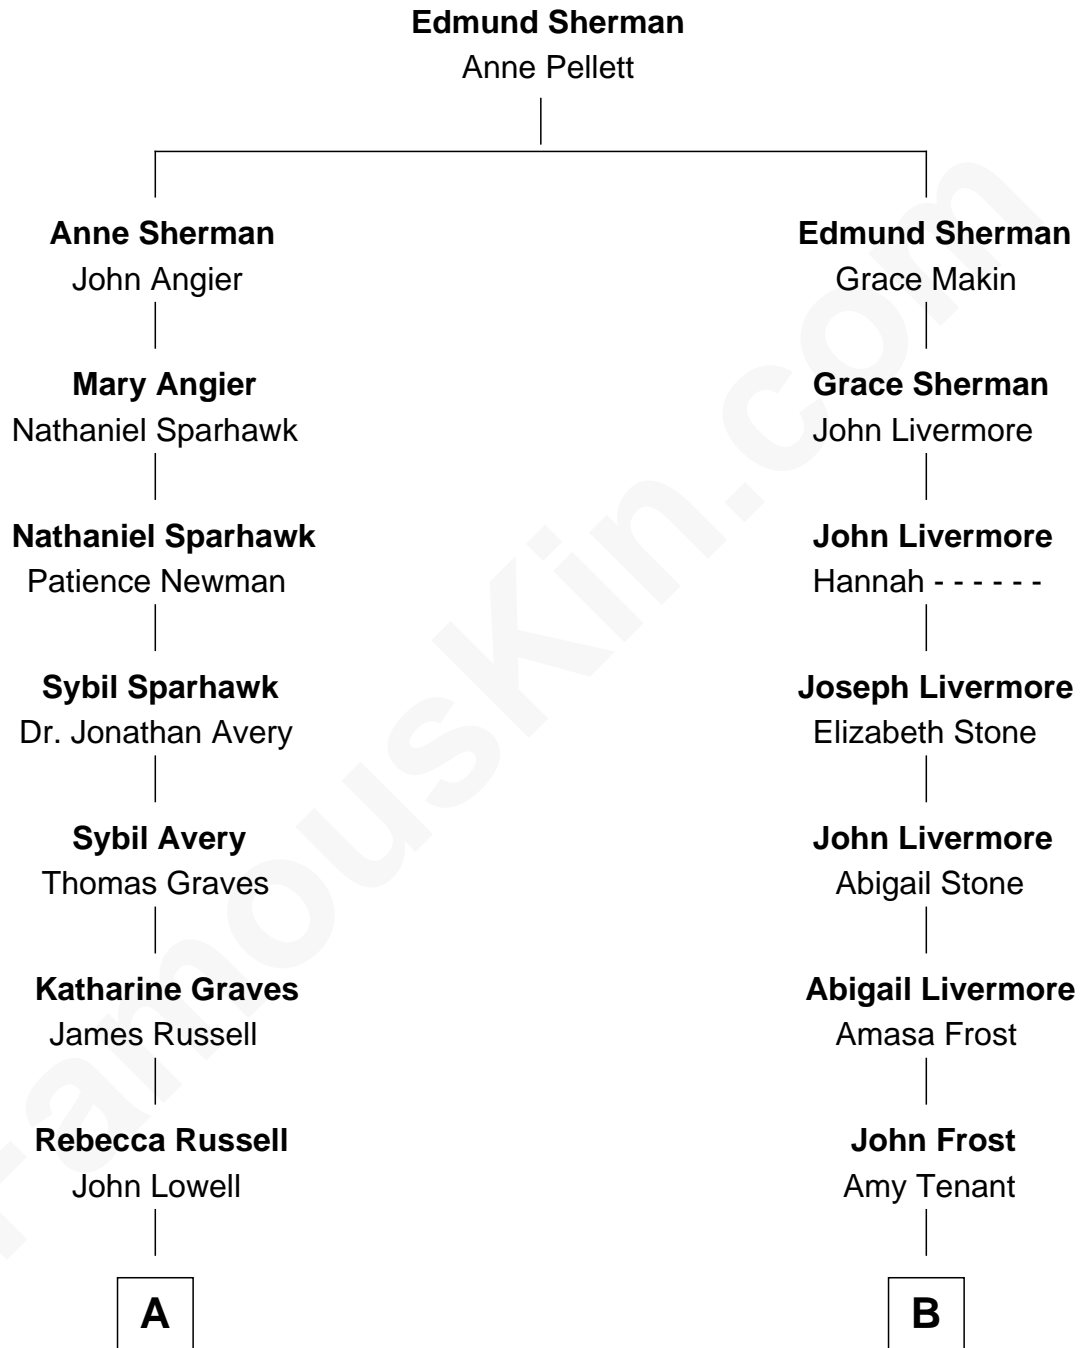 Edmund Sherman
Anne Pellett
Anne Sherman
John Angier
Edmund Sherman
Grace Makin
Mary Angier
Nathaniel Sparhawk
Grace Sherman
John Livermore
Nathaniel Sparhawk
Patience Newman
John Livermore
Hannah - - - - - -
Sybil Sparhawk
Dr. Jonathan Avery
Joseph Livermore
Elizabeth Stone
Sybil Avery
Thomas Graves
John Livermore
Abigail Stone
Katharine Graves
James Russell
Abigail Livermore
Amasa Frost
Rebecca Russell
John Lowell
John Frost
Amy Tenant
A
B
FamousKin.com